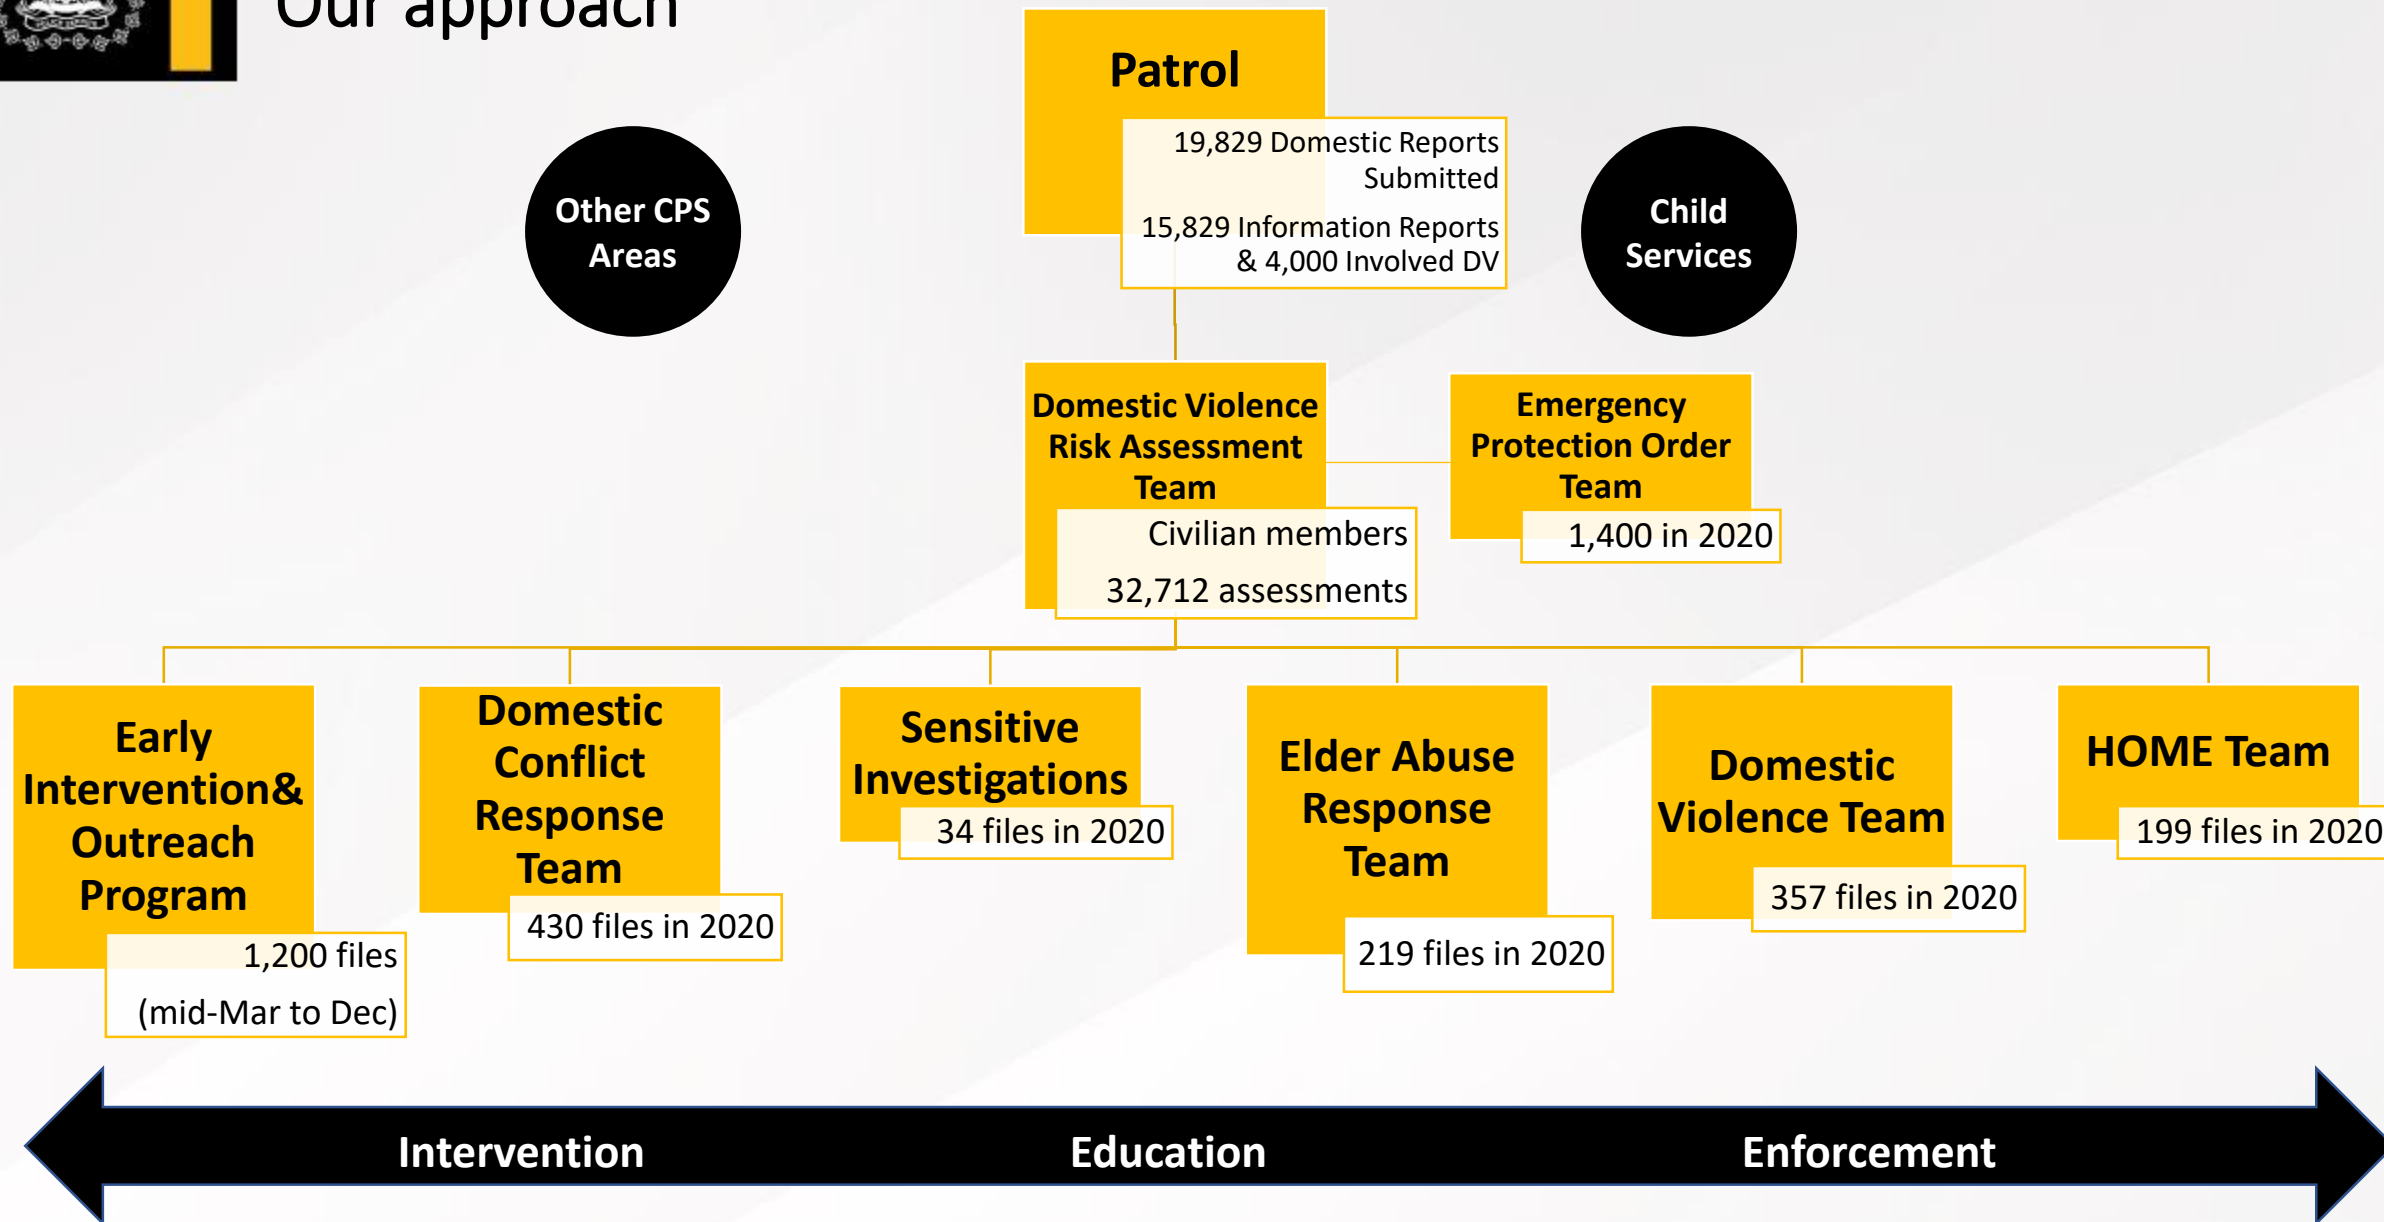 Our approach
Patrol
19,829 Domestic Reports
Submitted
15,829 Information Reports
& 4,000 Involved DV
Other CPS
Areas
Child
Services
Domestic Violence
Risk Assessment
Team
Civilian members
32,712 assessments
Emergency
Protection Order
Team
1,400 in 2020
Early
Intervention&
Outreach
Program
1,200 files
(mid-Mar to Dec)
Domestic
Conflict
Response
Team
430 files in 2020
Sensitive
Investigations
34 files in 2020
Elder Abuse
Response
Team
219 files in 2020
Domestic
Violence Team
357 files in 2020
HOME Team
199 files in 2020
Intervention
Education
Enforcement